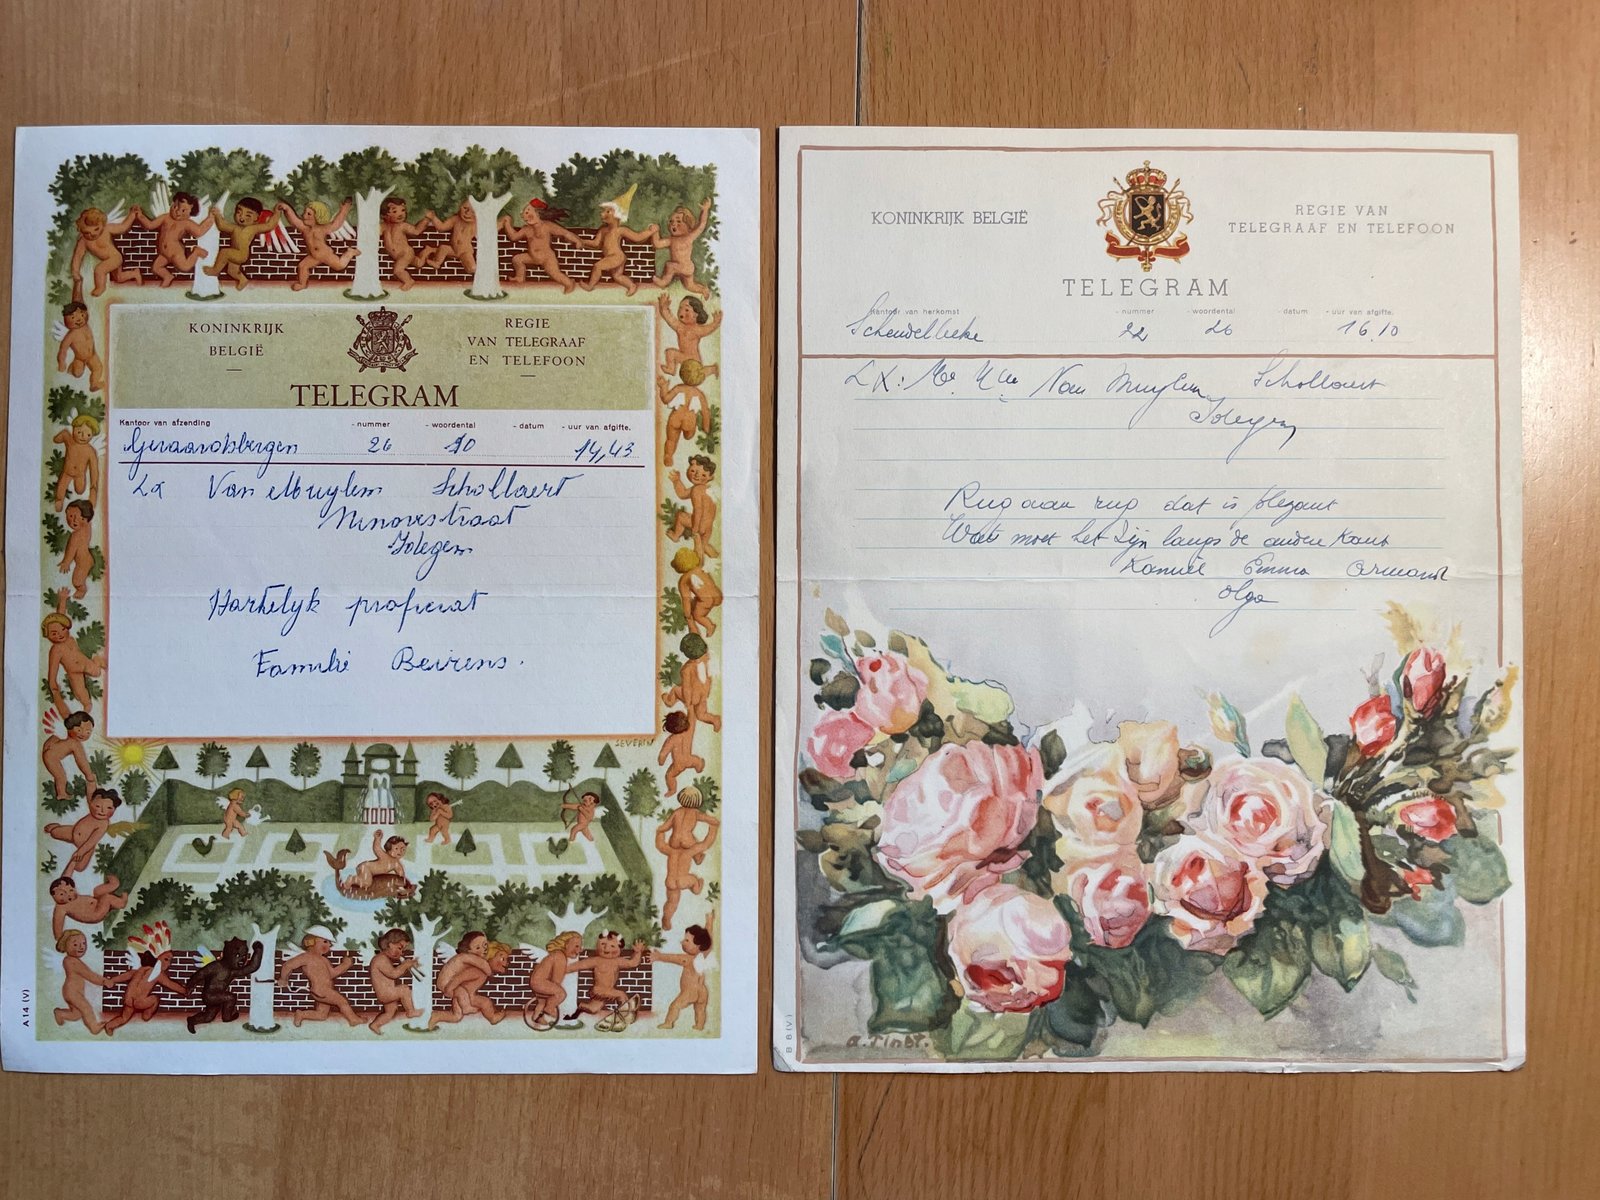 KONINKRIJK
BELGIË
REGIE
VAN TELEGRAAF
EN TELEFOON
TELEGRAM
Kantoor van afzending - nummer - woordental - datum - uur van afgifte.
Geraardsbergen 26 10 14,43
LX Van Muylem Schollaert
Ninovestraat
Idegem
Hartelijk proficiat
Familie Beirens.
SEVERIN
A 14 (V)
KONINKRIJK BELGIË
REGIE VAN
TELEGRAAF EN TELEFOON
TELEGRAM
Kantoor van herkomst - nummer - woordental - datum - uur van afgifte.
Schendelbeke 22 26 16.10
LX: Mr Van Muylem Schollaert
Idegem
Rug aan rug dat is plezant
Wat moet het zijn langs de andere kant
Kamiel Emma Armand
Olga
B 8 (V)